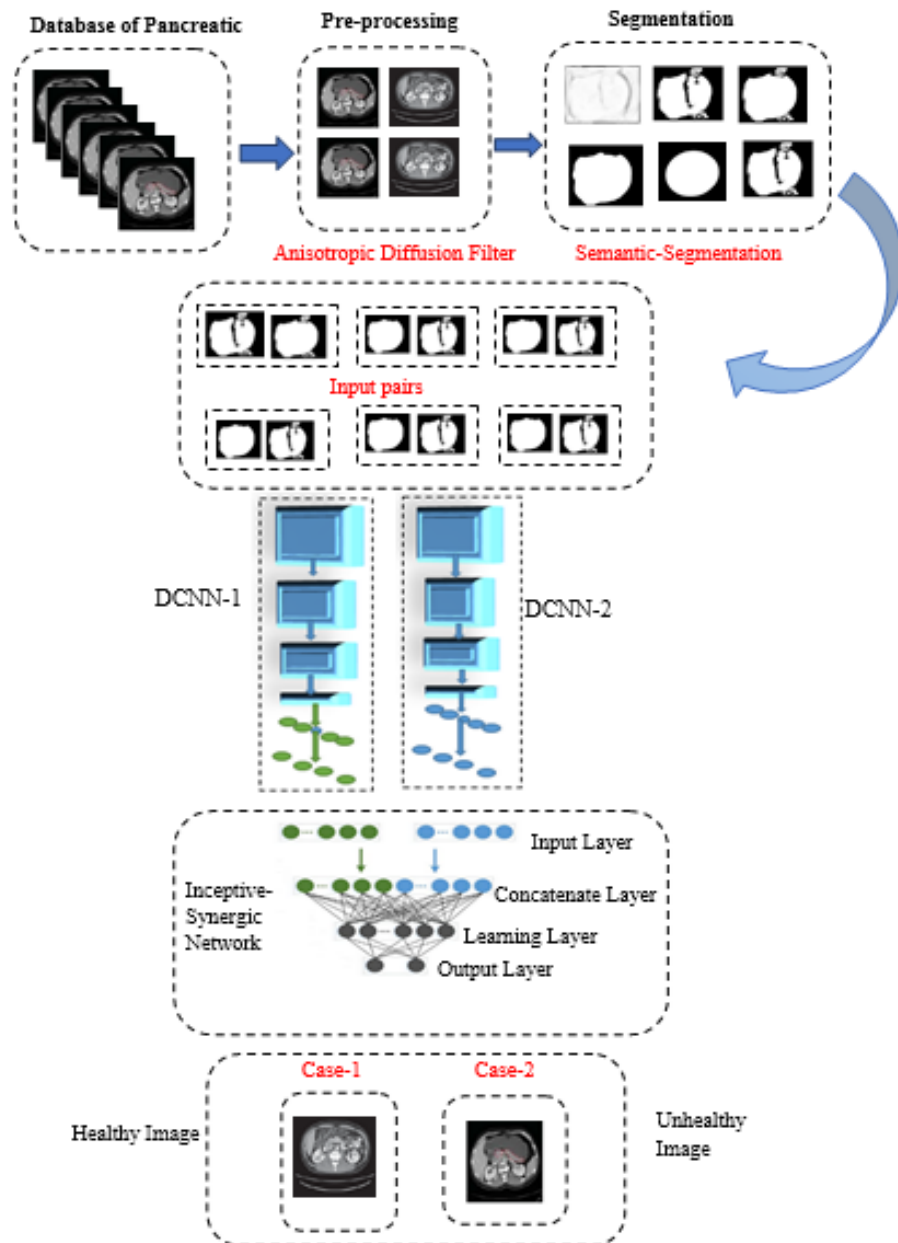 Database of Pancreatic
Pre-processing
Segmentation
Anisotropic Diffusion Filter
Semantic-Segmentation
Input pairs
DCNN-1
DCNN-2
Input Layer
Inceptive-
Synergic
Network
Concatenate Layer
Learning Layer
Output Layer
Case-1
Case-2
Healthy Image
Unhealthy
Image